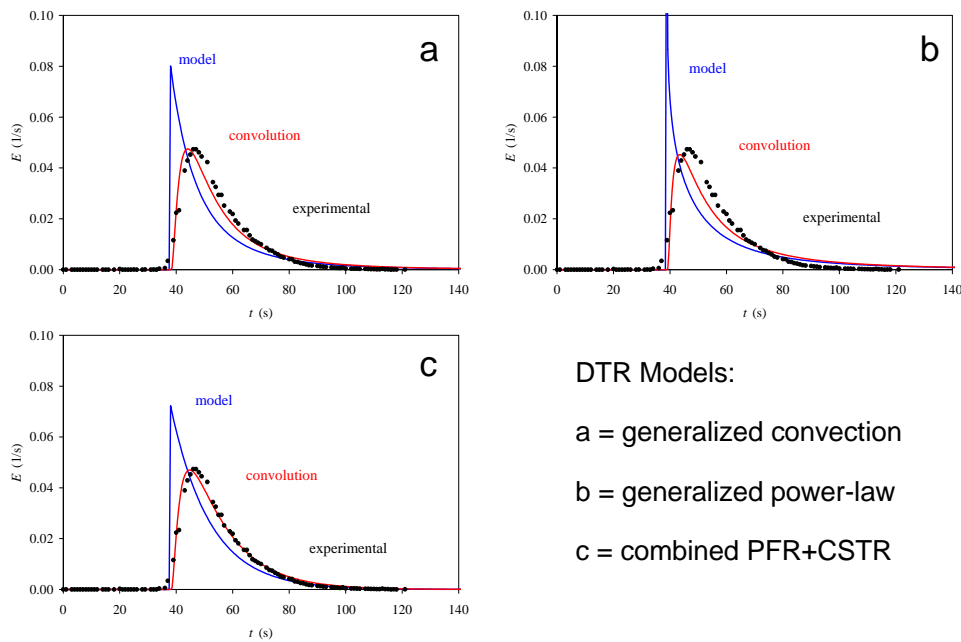 0.10
0.08
0.06
0.04
0.02
0.00
E (1/s)
a
model
convolution
experimental
0 20 40 60 80 100 120 140
t (s)
0.10
0.08
0.06
0.04
0.02
0.00
E (1/s)
b
model
convolution
experimental
0 20 40 60 80 100 120 140
t (s)
0.10
0.08
0.06
0.04
0.02
0.00
E (1/s)
c
model
convolution
experimental
0 20 40 60 80 100 120 140
t (s)
DTR Models:
a = generalized convection
b = generalized power-law
c = combined PFR+CSTR